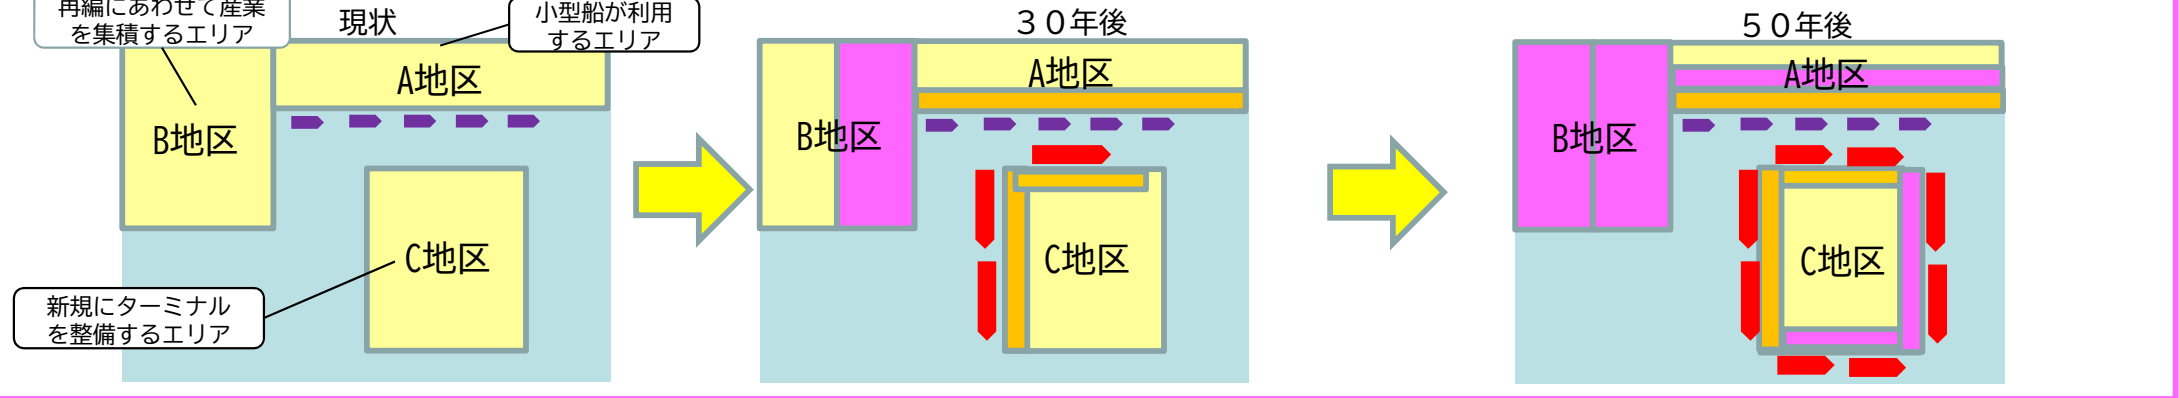 再編にあわせて産業
を集積するエリア
現状
小型船が利用
するエリア
A地区
B地区
C地区
新規にターミナル
を整備するエリア
３０年後
A地区
B地区
C地区
５０年後
A地区
B地区
C地区